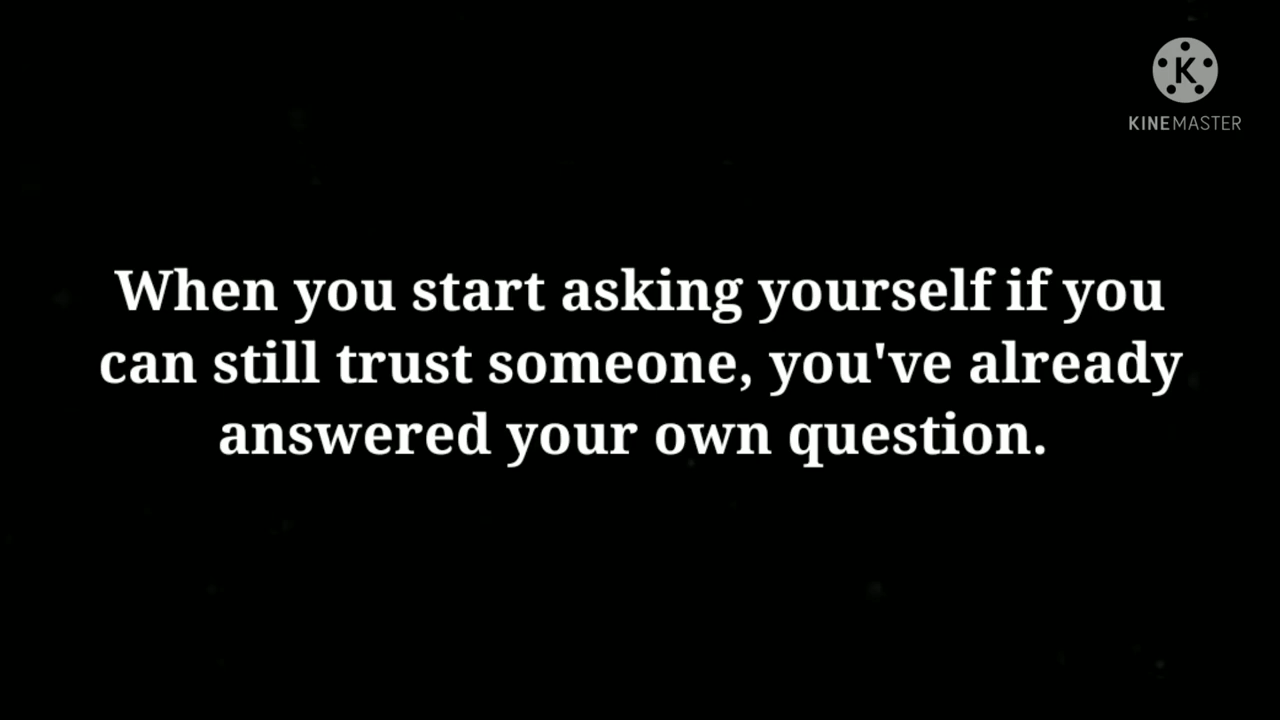 K
KINEMASTER
When you start asking yourself if you
can still trust someone, you've already
answered your own question.